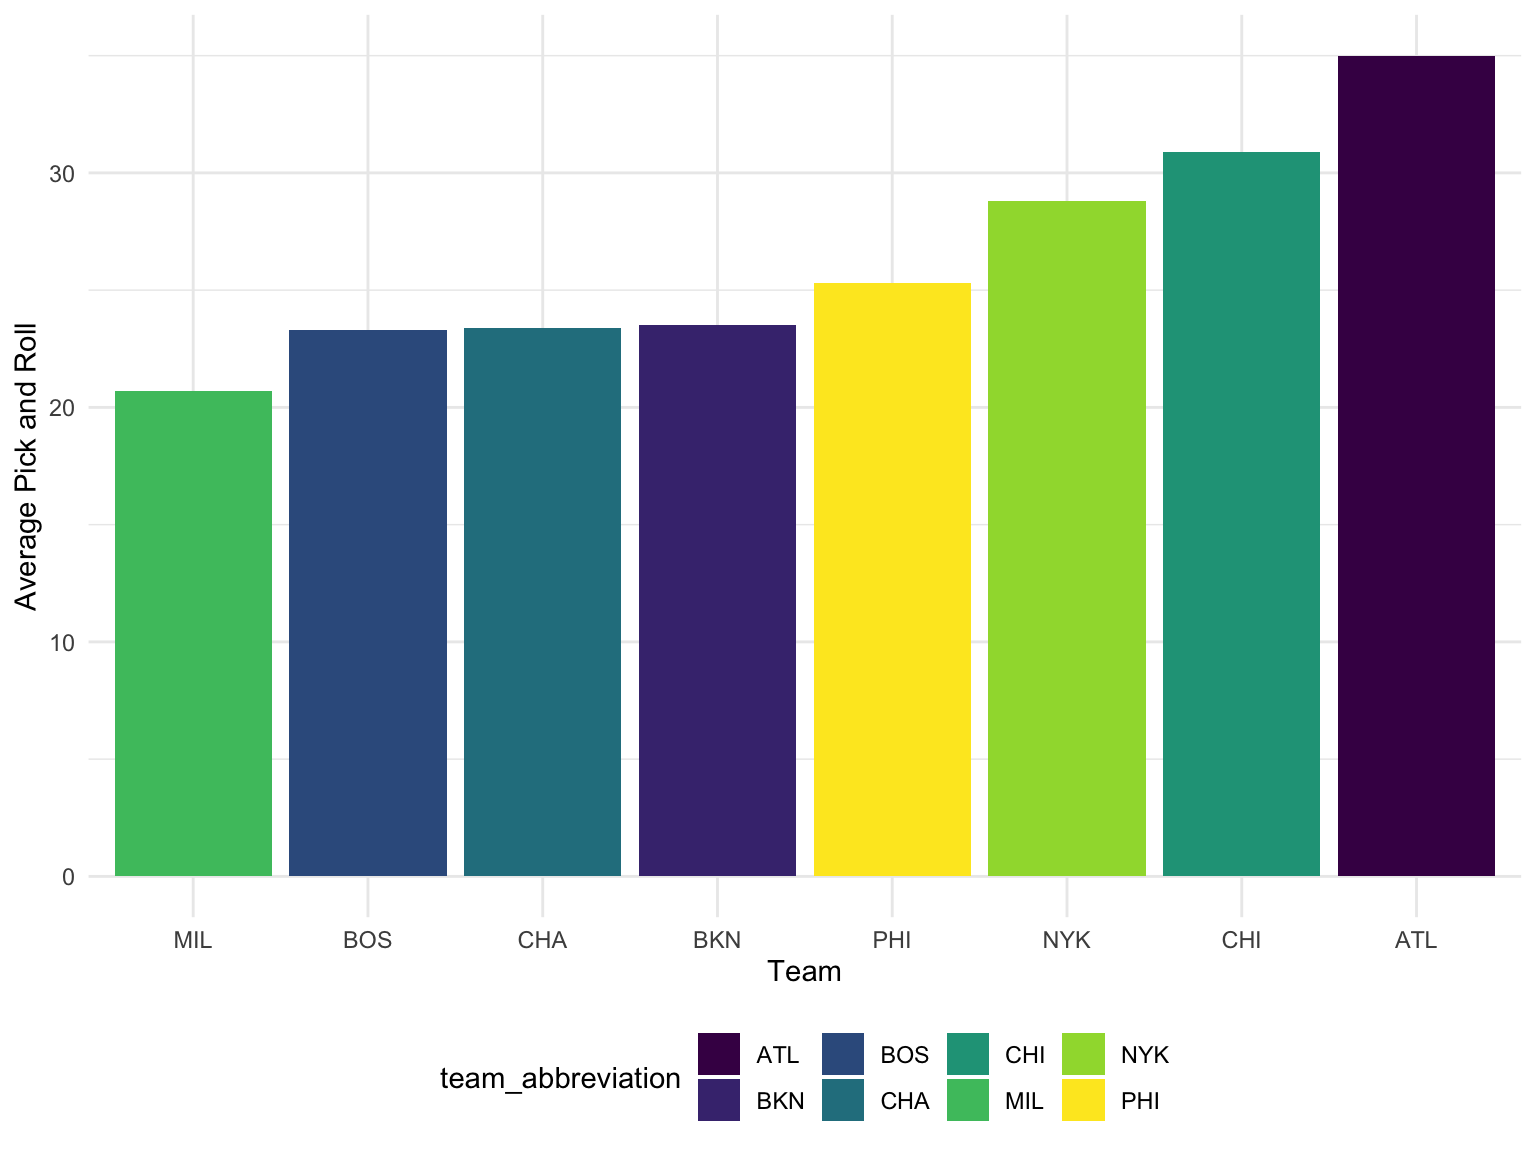 Average Pick and Roll
30
20
10
0
MIL BOS CHA BKN PHI NYK CHI ATL
Team
team_abbreviation
ATL BOS CHI NYK
BKN CHA MIL PHI